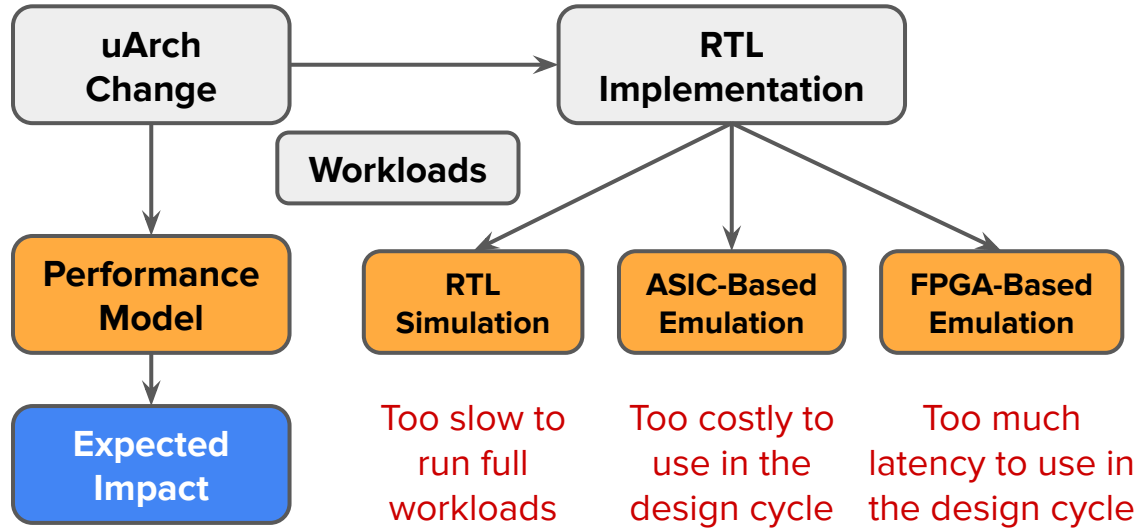 uArch
Change
RTL
Implementation
Workloads
Performance
Model
RTL
Simulation
ASIC-Based
Emulation
FPGA-Based
Emulation
Expected
Impact
Too slow to
run full
workloads
Too costly to
use in the
design cycle
Too much
latency to use in
the design cycle